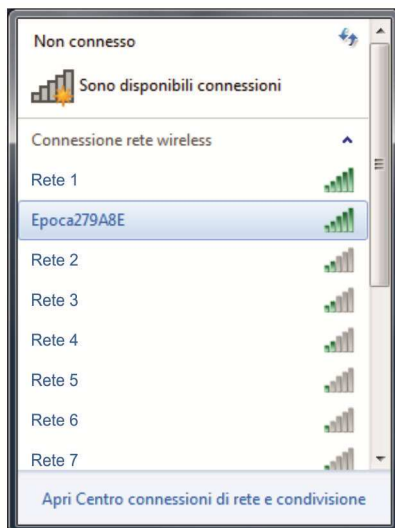 Non connesso
Sono disponibili connessioni
Connessione rete wireless
Rete 1
Epoca279A8E
Rete 2
Rete 3
Rete 4
Rete 5
Rete 6
Rete 7
Apri Centro connessioni di rete e condivisione